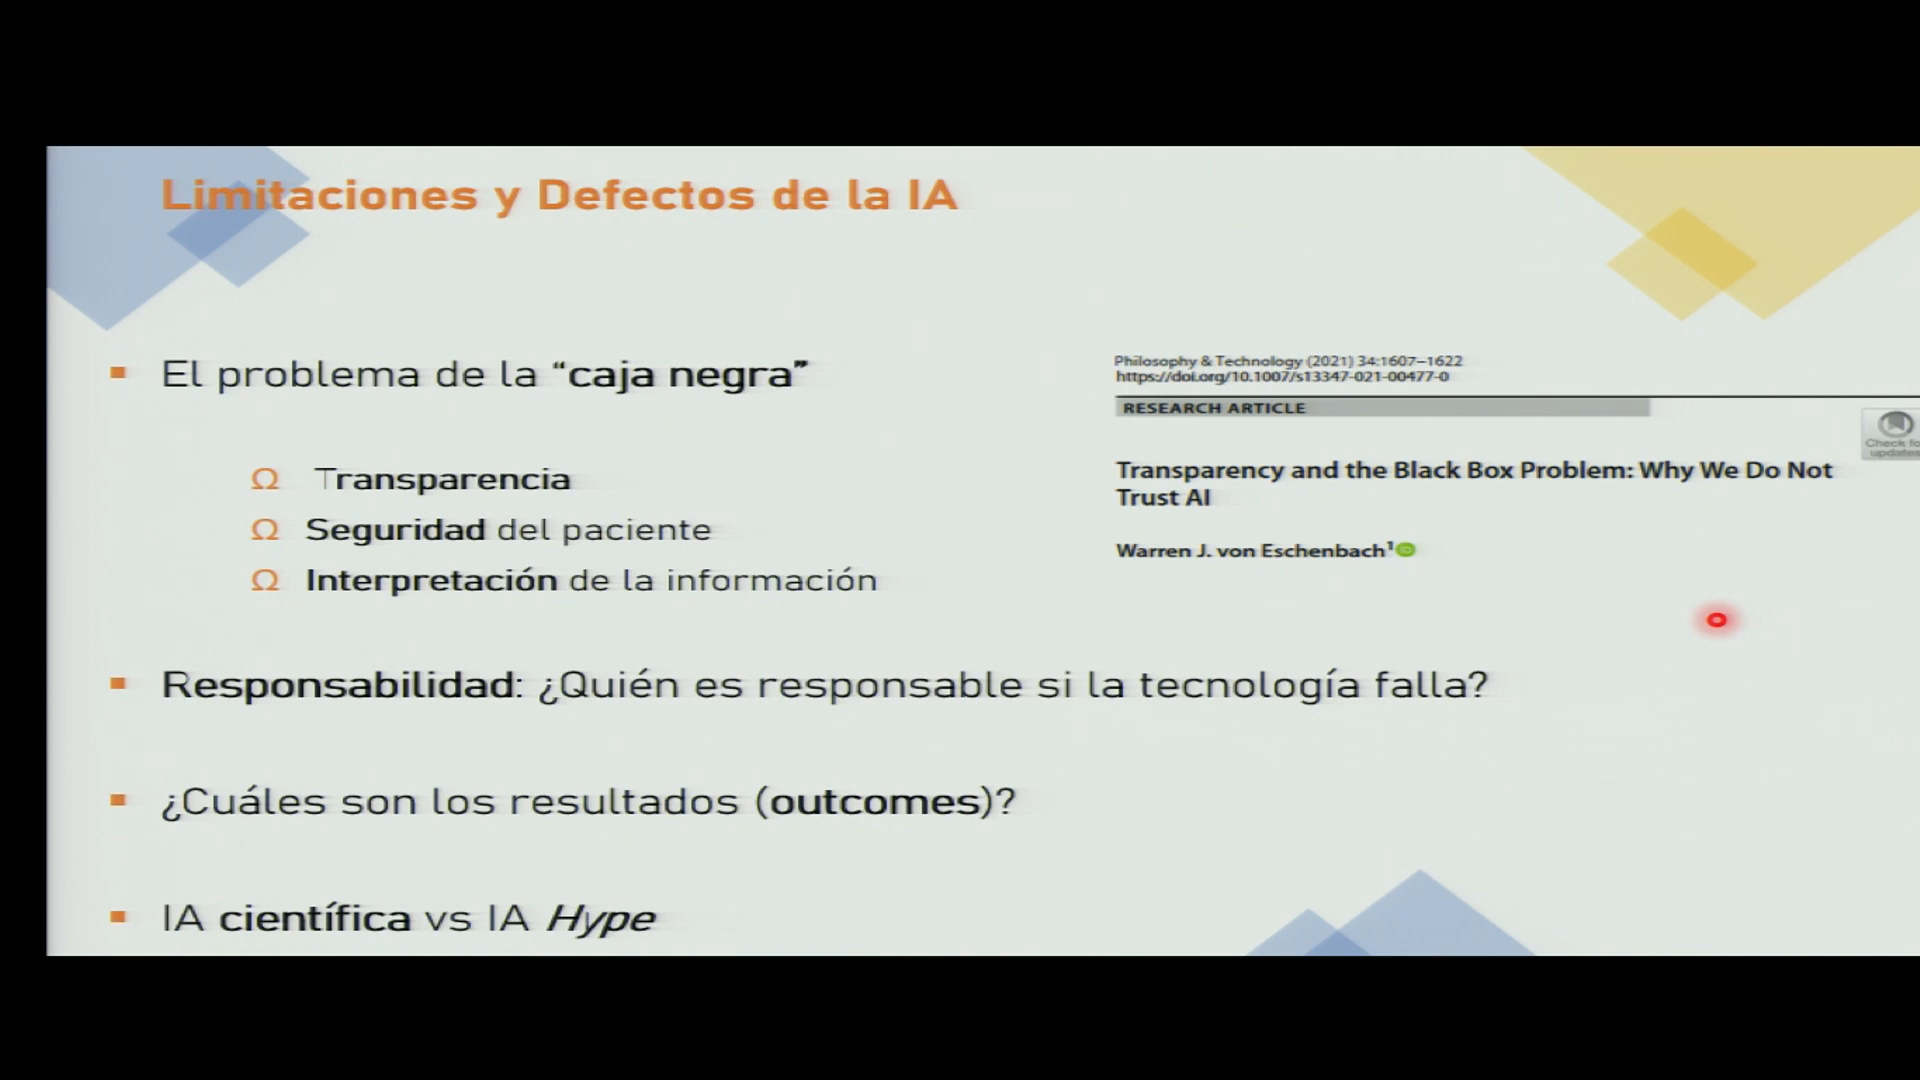 Limitaciones y Defectos de la IA
▪ El problema de la “caja negra”
Ω Transparencia
Ω Seguridad del paciente
Ω Interpretación de la información
Philosophy & Technology (2021) 34:1607–1622
https://doi.org/10.1007/s13347-021-00477-0
RESEARCH ARTICLE
Check fo
updates
Transparency and the Black Box Problem: Why We Do Not
Trust AI
Warren J. von Eschenbach¹
▪ Responsabilidad: ¿Quién es responsable si la tecnología falla?
▪ ¿Cuáles son los resultados (outcomes)?
▪ IA científica vs IA Hype